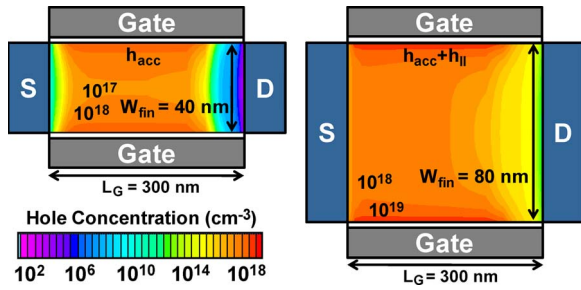 Gate
h_acc
S
10^17
10^18
W_fin = 40 nm
D
Gate
L_G = 300 nm
Hole Concentration (cm^-3)
10^2 10^6 10^10 10^14 10^18
Gate
h_acc+h_II
S
D
10^18
W_fin = 80 nm
10^19
Gate
L_G = 300 nm